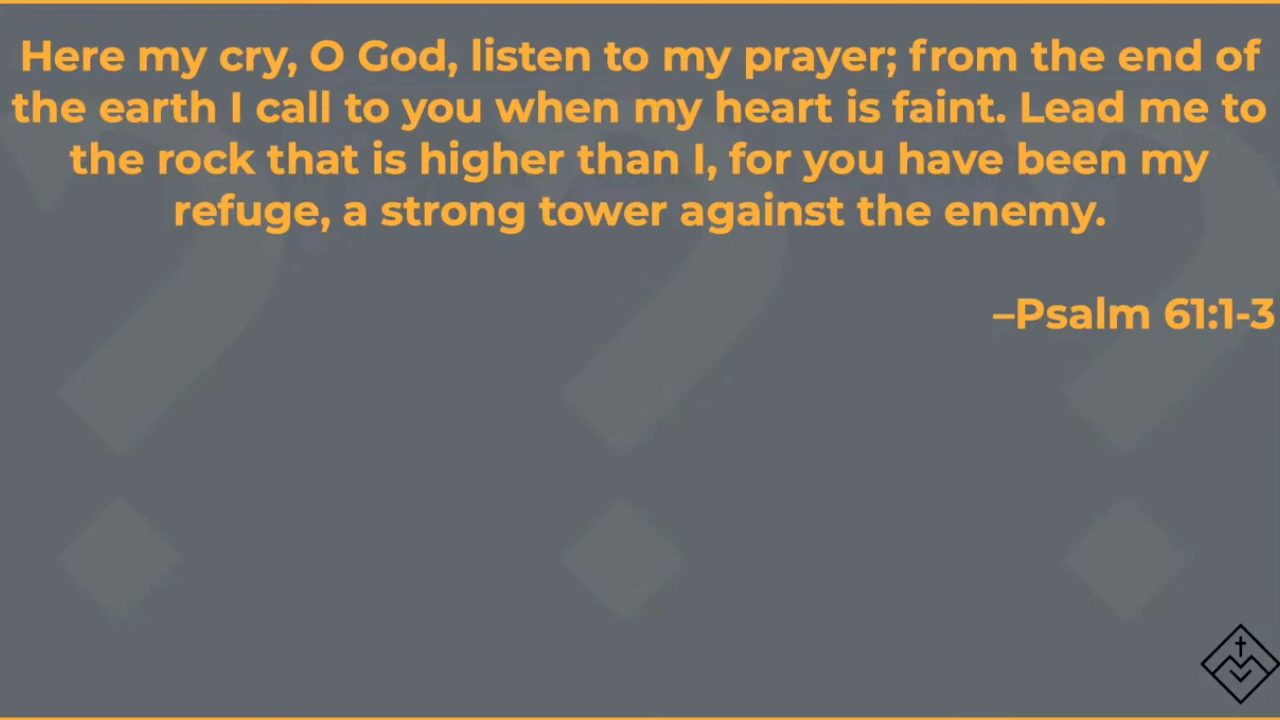 Here my cry, O God, listen to my prayer; from the end of
the earth I call to you when my heart is faint. Lead me to
the rock that is higher than I, for you have been my
refuge, a strong tower against the enemy.
–Psalm 61:1-3